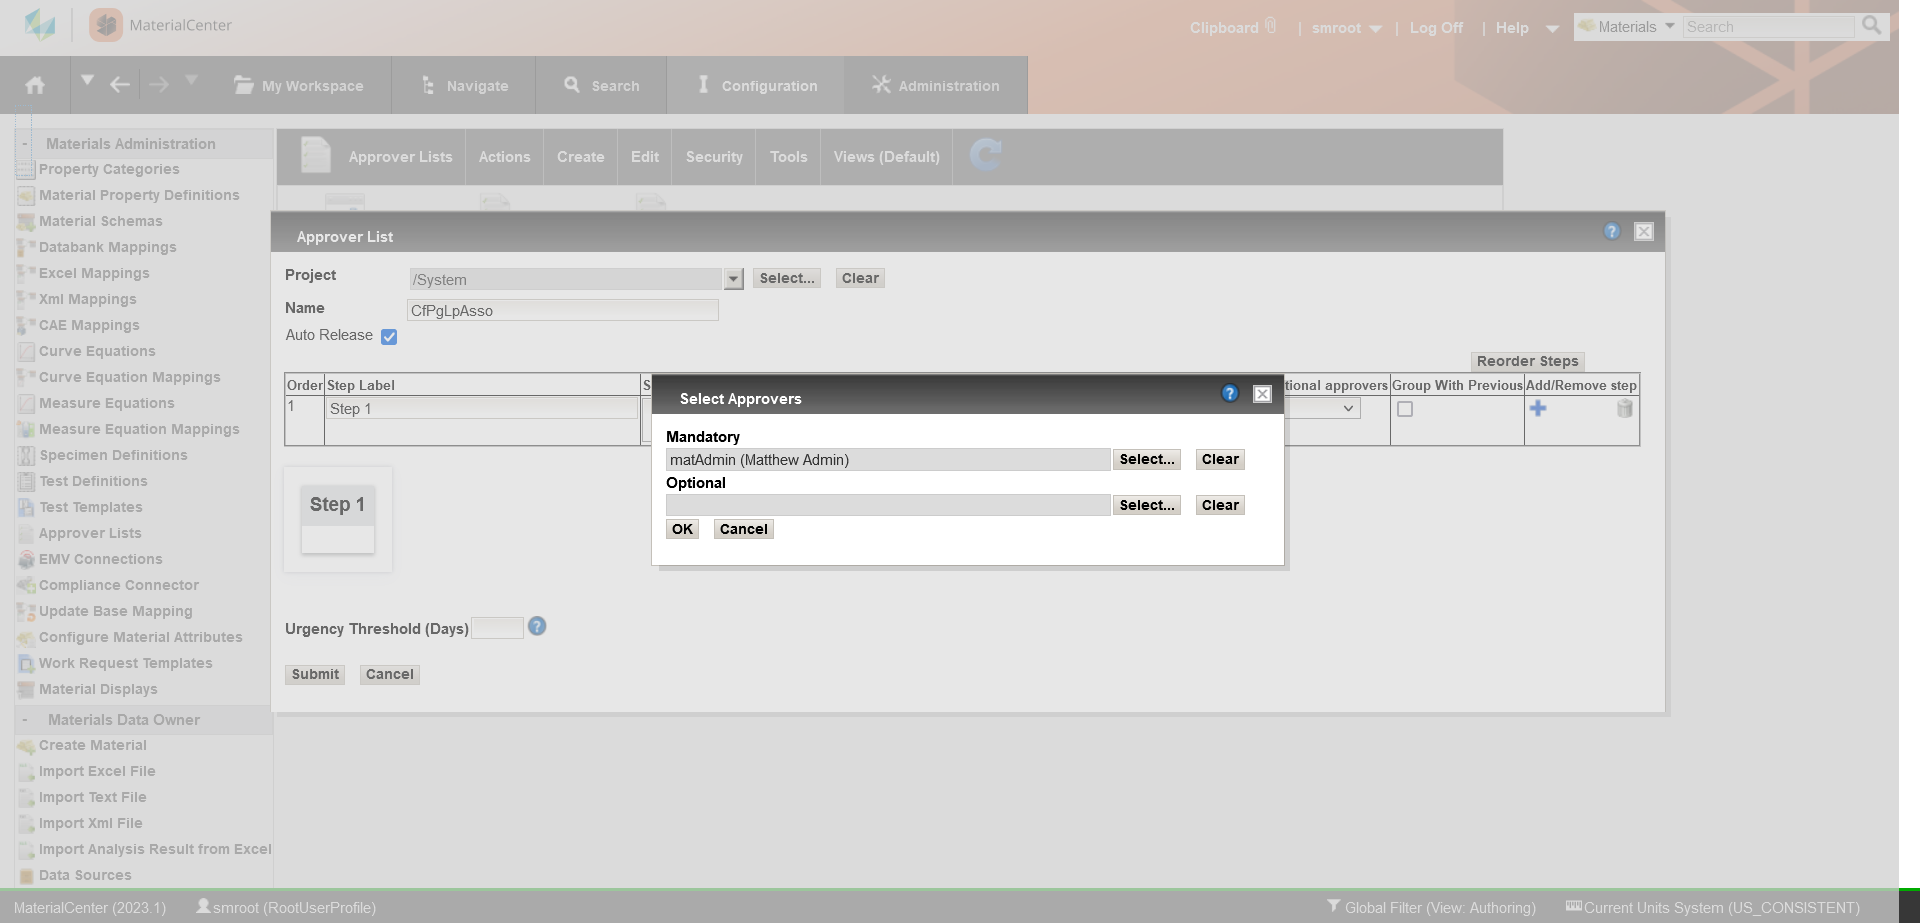 MaterialCenter
Clipboard | smroot | Log Off | Help Materials Search
My Workspace Navigate Search Configuration Administration
- Materials Administration
Property Categories
Material Property Definitions
Material Schemas
Databank Mappings
Excel Mappings
Xml Mappings
CAE Mappings
Curve Equations
Curve Equation Mappings
Measure Equations
Measure Equation Mappings
Specimen Definitions
Test Definitions
Test Templates
Approver Lists
EMV Connections
Compliance Connector
Update Base Mapping
Configure Material Attributes
Work Request Templates
Material Displays
- Materials Data Owner
Create Material
Import Excel File
Import Text File
Import Xml File
Import Analysis Result from Excel
Data Sources
Approver Lists Actions Create Edit Security Tools Views (Default)
Approver List ?
Project /System Select... Clear
Name CfPgLpAsso
Auto Release
Reorder Steps
Order Step Label S tional approvers Group With Previous Add/Remove step
1 Step 1
Select Approvers ?
Mandatory
matAdmin (Matthew Admin) Select... Clear
Optional
Select... Clear
OK Cancel
Step 1
Urgency Threshold (Days) ?
Submit Cancel
MaterialCenter (2023.1) smroot (RootUserProfile) Global Filter (View: Authoring) Current Units System (US_CONSISTENT)